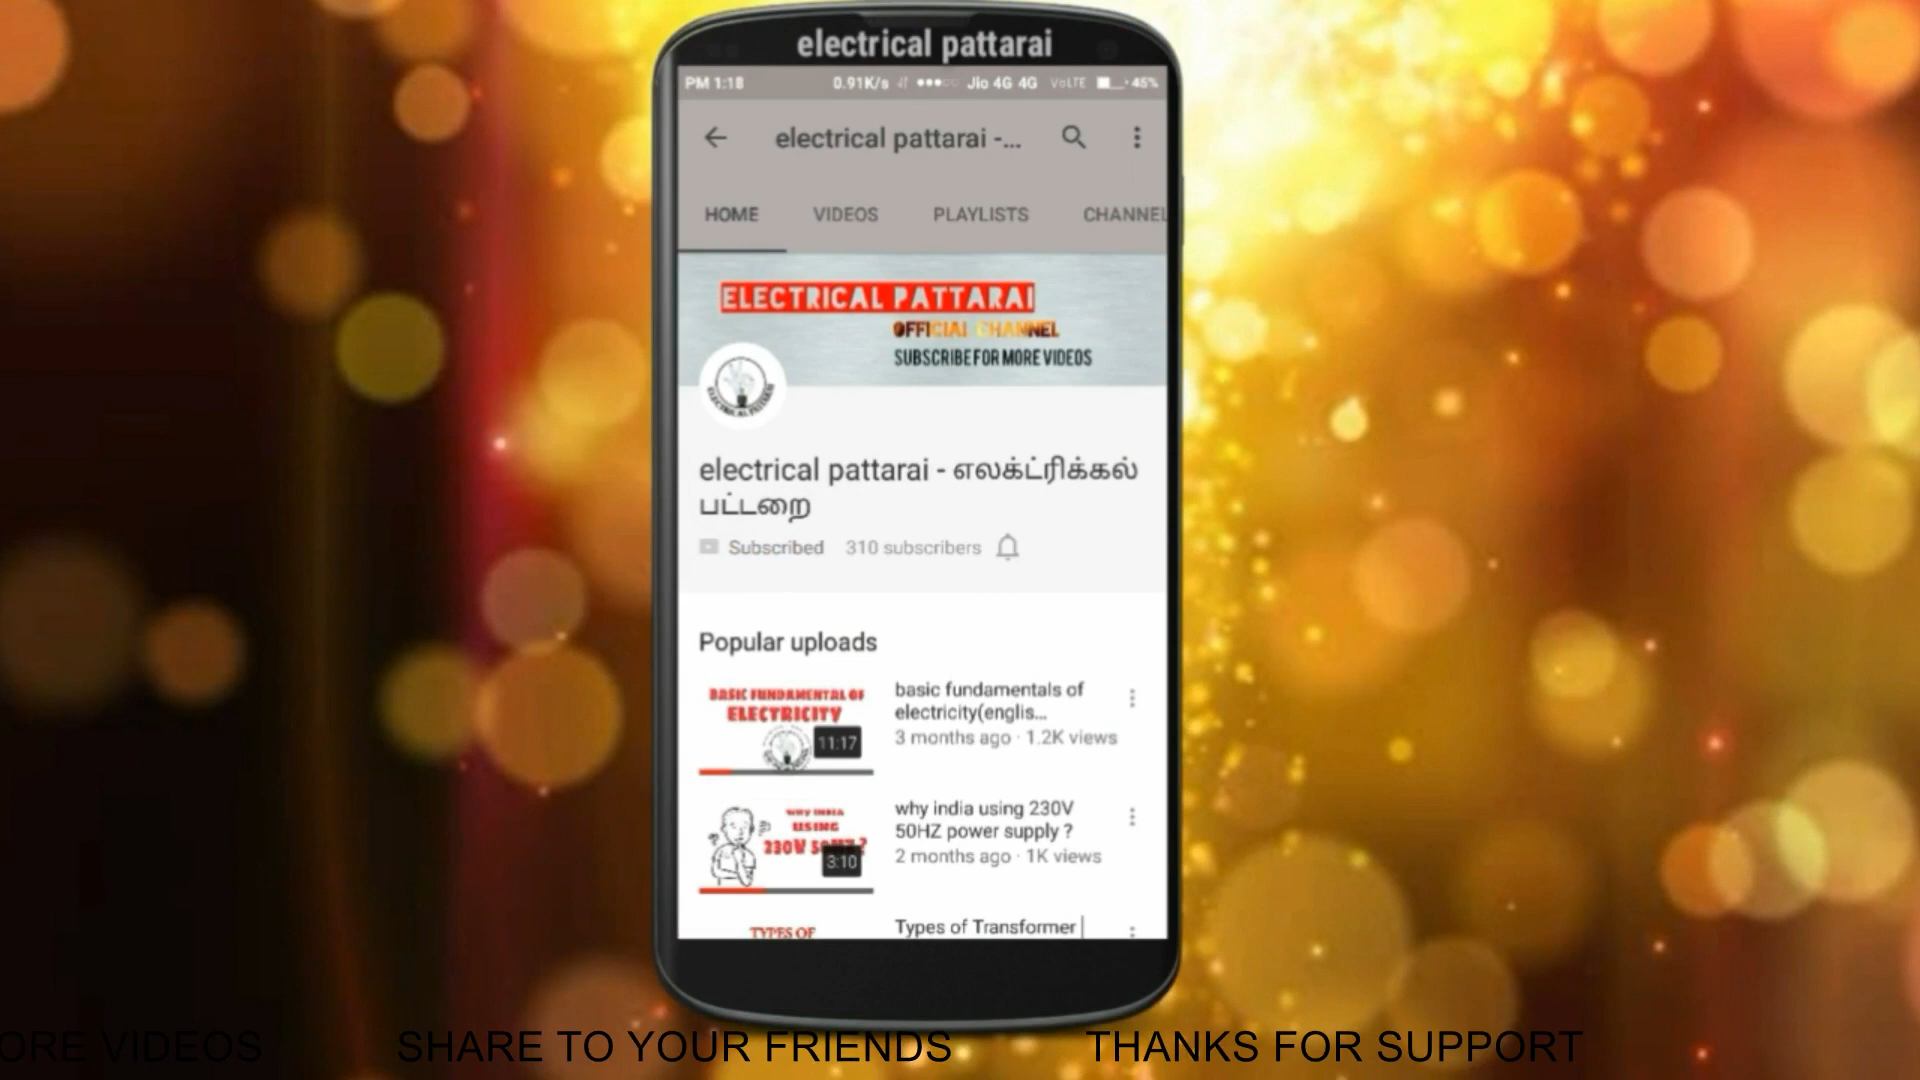 electrical pattarai
PM 1:18 0.91K/s Jio 4G 4G VoLTE 45%
electrical pattarai -...
HOME VIDEOS PLAYLISTS CHANNEL
ELECTRICAL PATTARAI
OFFICIAL CHANNEL
SUBSCRIBE FOR MORE VIDEOS
ELECTRICAL PATTARAI
electrical pattarai - எலக்ட்ரிக்கல்
பட்டறை
Subscribed 310 subscribers
Popular uploads
BASIC FUNDAMENTAL OF
ELECTRICITY
11:17
basic fundamentals of
electricity(englis...
3 months ago · 1.2K views
WHY INDIA
USING
230V 50HZ?
3:10
why india using 230V
50HZ power supply ?
2 months ago · 1K views
TYPES OF
Types of Transformer |
ORE VIDEOS SHARE TO YOUR FRIENDS THANKS FOR SUPPORT